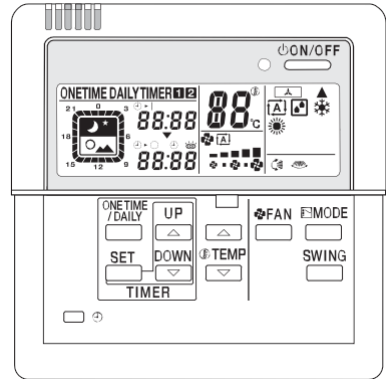 ON/OFF
ONETIME DAILY TIMER 1 2
21 0 3
88:88
88 °C
A
A
18 6
15 12 9
88:88
ONETIME /DAILY
UP
FAN
MODE
SET
DOWN
TEMP
SWING
TIMER